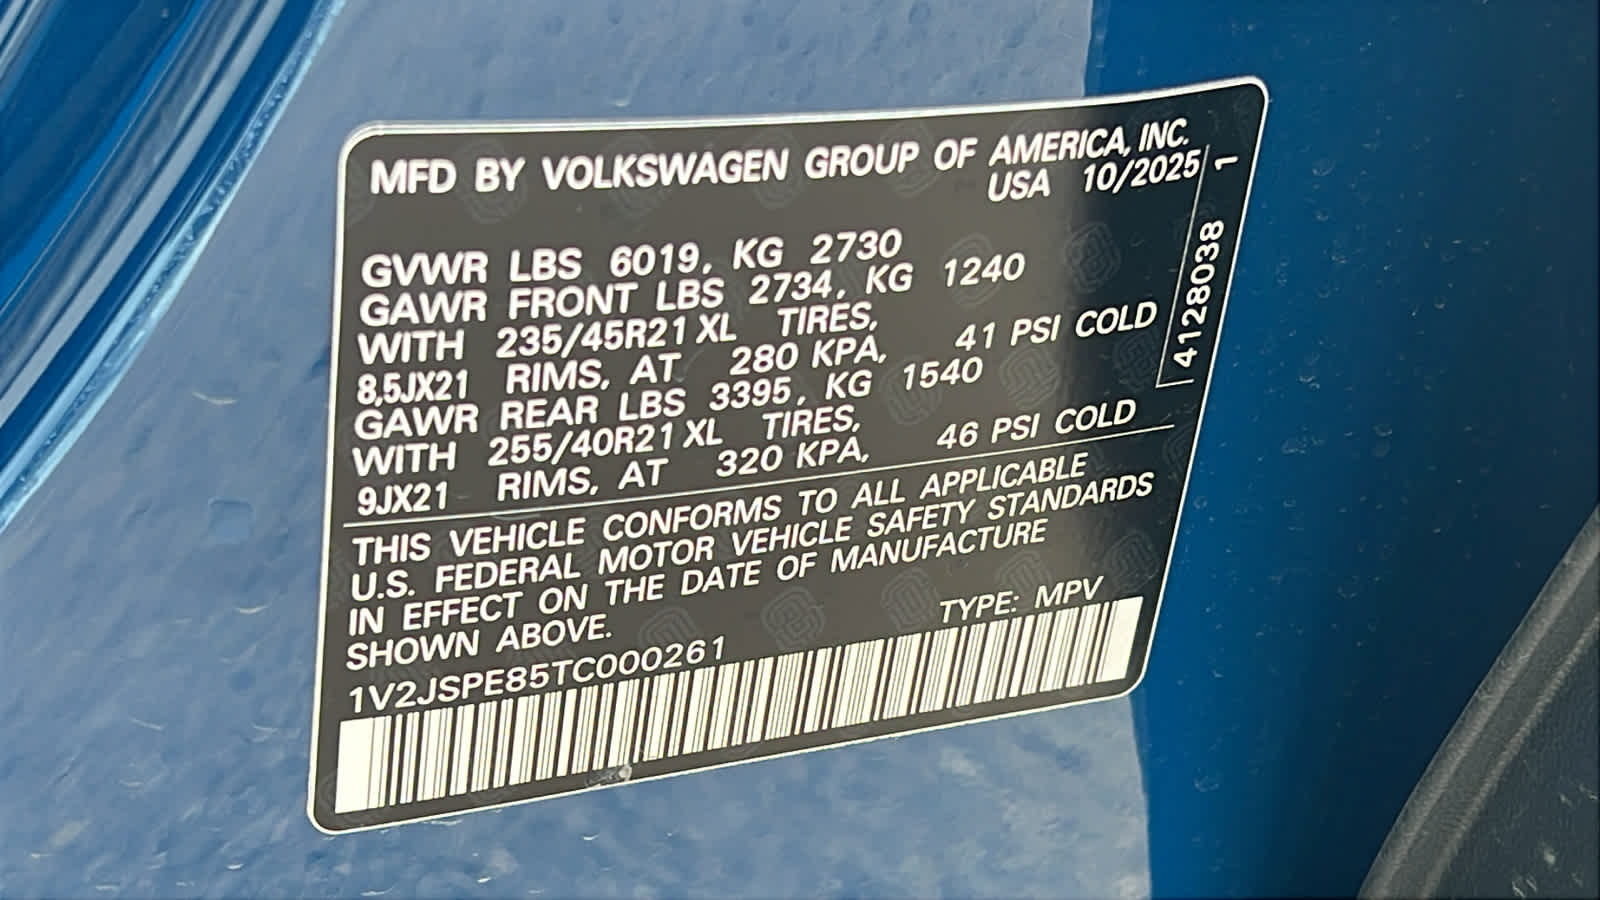 MFD BY VOLKSWAGEN GROUP OF AMERICA, INC.
USA 10/2025
GVWR LBS 6019, KG 2730
GAWR FRONT LBS 2734, KG 1240
WITH 235/45R21 XL TIRES,
8,5JX21 RIMS, AT 280 KPA, 41 PSI COLD
GAWR REAR LBS 3395, KG 1540
WITH 255/40R21 XL TIRES,
9JX21 RIMS, AT 320 KPA, 46 PSI COLD
THIS VEHICLE CONFORMS TO ALL APPLICABLE
U.S. FEDERAL MOTOR VEHICLE SAFETY STANDARDS
IN EFFECT ON THE DATE OF MANUFACTURE
SHOWN ABOVE.
TYPE: MPV
1V2JSPE85TC000261
4128038 1